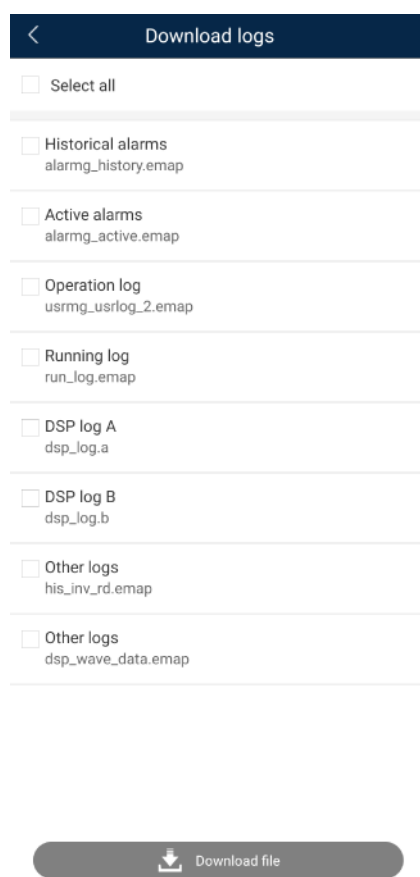 Download logs
Select all
Historical alarms
alarmg_history.emap
Active alarms
alarmg_active.emap
Operation log
usrmg_usrlog_2.emap
Running log
run_log.emap
DSP log A
dsp_log.a
DSP log B
dsp_log.b
Other logs
his_inv_rd.emap
Other logs
dsp_wave_data.emap
Download file